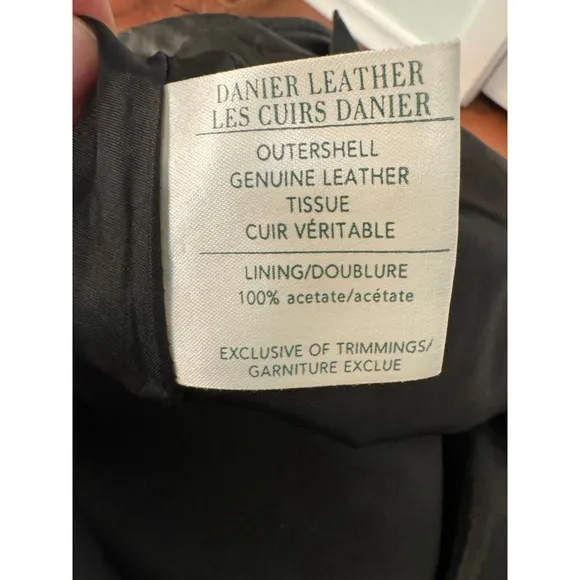 DANIER LEATHER
LES CUIRS DANIER
OUTERSHELL
GENUINE LEATHER
TISSUE
CUIR VÉRITABLE
LINING/DOUBLURE
100% acetate/acétate
EXCLUSIVE OF TRIMMINGS/
GARNITURE EXCLUE